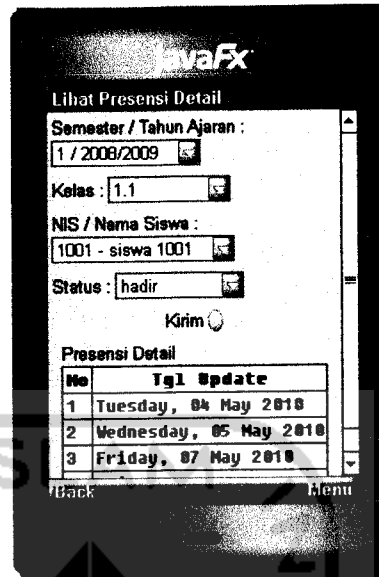 JavaFx
Lihat Presensi Detail
Semester / Tahun Ajaran :
1 / 2008/2009
Kelas : 1.1
NIS / Nama Siswa :
1001 - siswa 1001
Status : hadir
Kirim
Presensi Detail
No Tgl Update
1 Tuesday, 04 May 2010
2 Wednesday, 05 May 2010
3 Friday, 07 May 2010
Back Menu